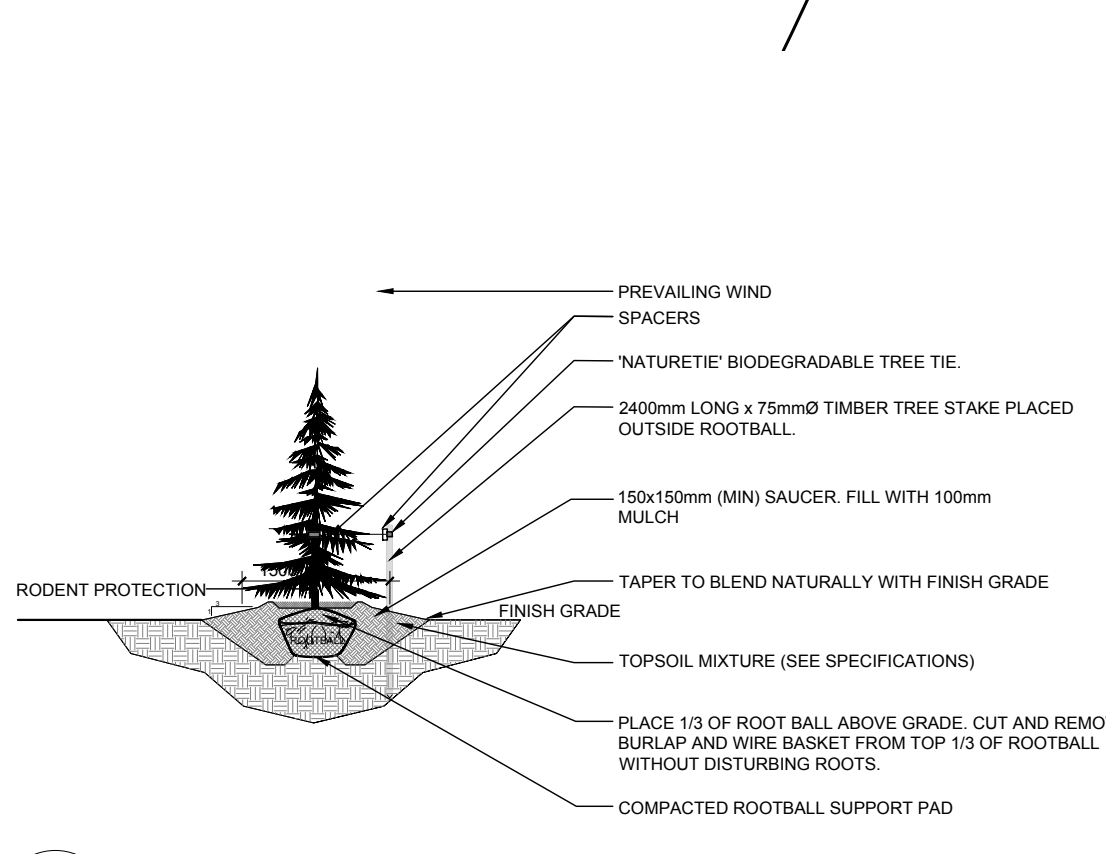 PREVAILING WIND
SPACERS
'NATURETIE' BIODEGRADABLE TREE TIE.
2400mm LONG x 75mmØ TIMBER TREE STAKE PLACED
OUTSIDE ROOTBALL.
150x150mm (MIN) SAUCER. FILL WITH 100mm
MULCH
RODENT PROTECTION
TAPER TO BLEND NATURALLY WITH FINISH GRADE
3
1
FINISH GRADE
ROOTBALL
TOPSOIL MIXTURE (SEE SPECIFICATIONS)
PLACE 1/3 OF ROOT BALL ABOVE GRADE. CUT AND REMO
BURLAP AND WIRE BASKET FROM TOP 1/3 OF ROOTBALL
WITHOUT DISTURBING ROOTS.
COMPACTED ROOTBALL SUPPORT PAD